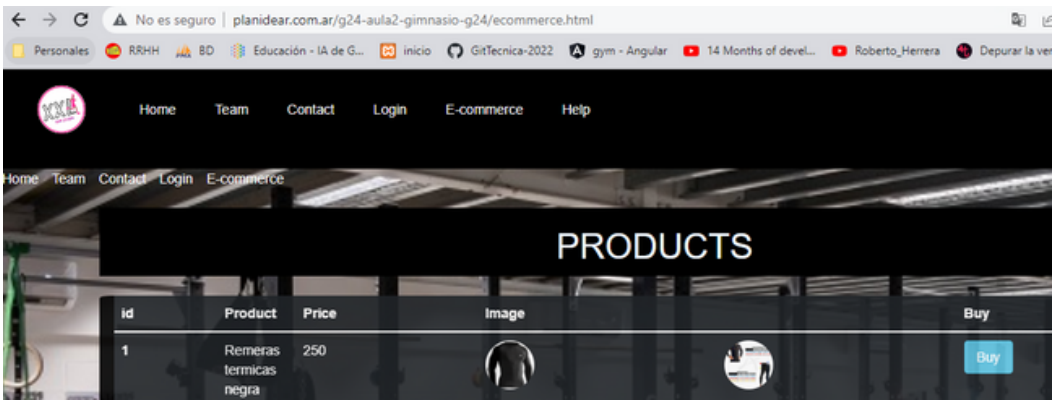 No es seguro | planidear.com.ar/g24-aula2-gimnasio-g24/ecommerce.html
Personales RRHH BD Educación - IA de G... inicio GitTecnica-2022 gym - Angular 14 Months of devel... Roberto_Herrera Depurar la ver
XXL Home Team Contact Login E-commerce Help
Home Team Contact Login E-commerce
PRODUCTS
id Product Price Image Buy
1 Remeras 250 Buy
termicas
negra